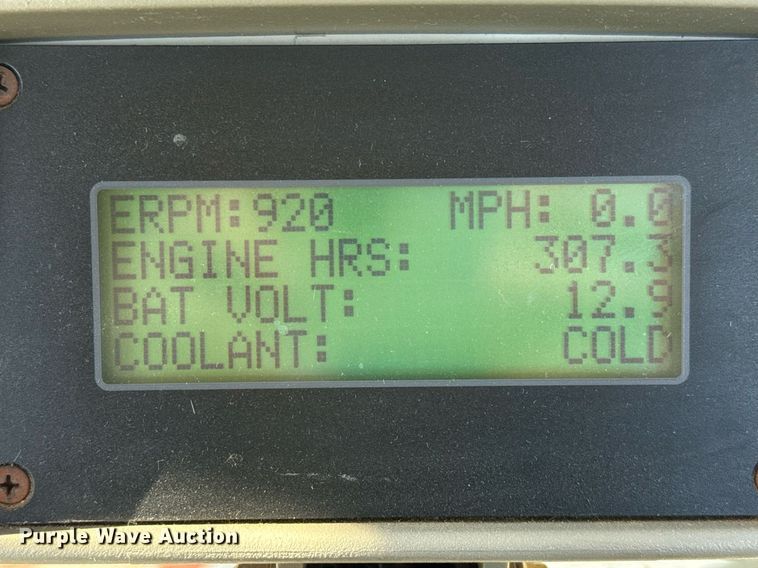 ERPM:920 MPH: 0.0
ENGINE HRS: 307.3
BAT VOLT: 12.9
COOLANT: COLD
Purple Wave Auction